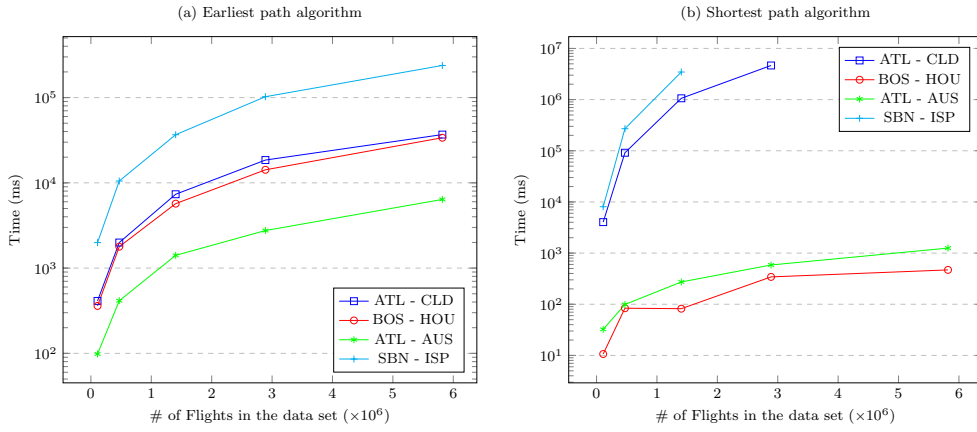 (a) Earliest path algorithm
10^5
10^4
10^3
10^2
Time (ms)
0 1 2 3 4 5 6
# of Flights in the data set (×10^6)
ATL - CLD
BOS - HOU
ATL - AUS
SBN - ISP
(b) Shortest path algorithm
10^7
10^6
10^5
10^4
10^3
10^2
10^1
Time (ms)
0 1 2 3 4 5 6
# of Flights in the data set (×10^6)
ATL - CLD
BOS - HOU
ATL - AUS
SBN - ISP